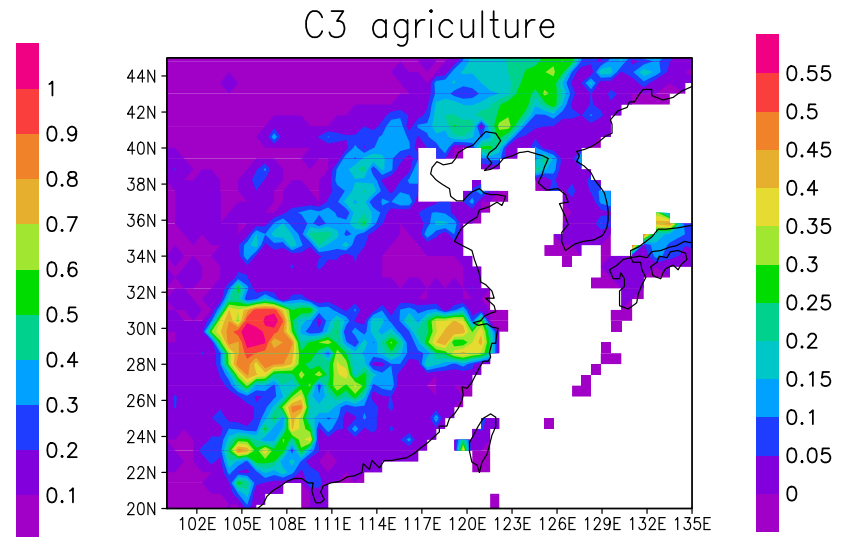 C3 agriculture
1
0.9
0.8
0.7
0.6
0.5
0.4
0.3
0.2
0.1
44N
42N
40N
38N
36N
34N
32N
30N
28N
26N
24N
22N
20N
102E 105E 108E 111E 114E 117E 120E 123E 126E 129E 132E 135E
0.55
0.5
0.45
0.4
0.35
0.3
0.25
0.2
0.15
0.1
0.05
0